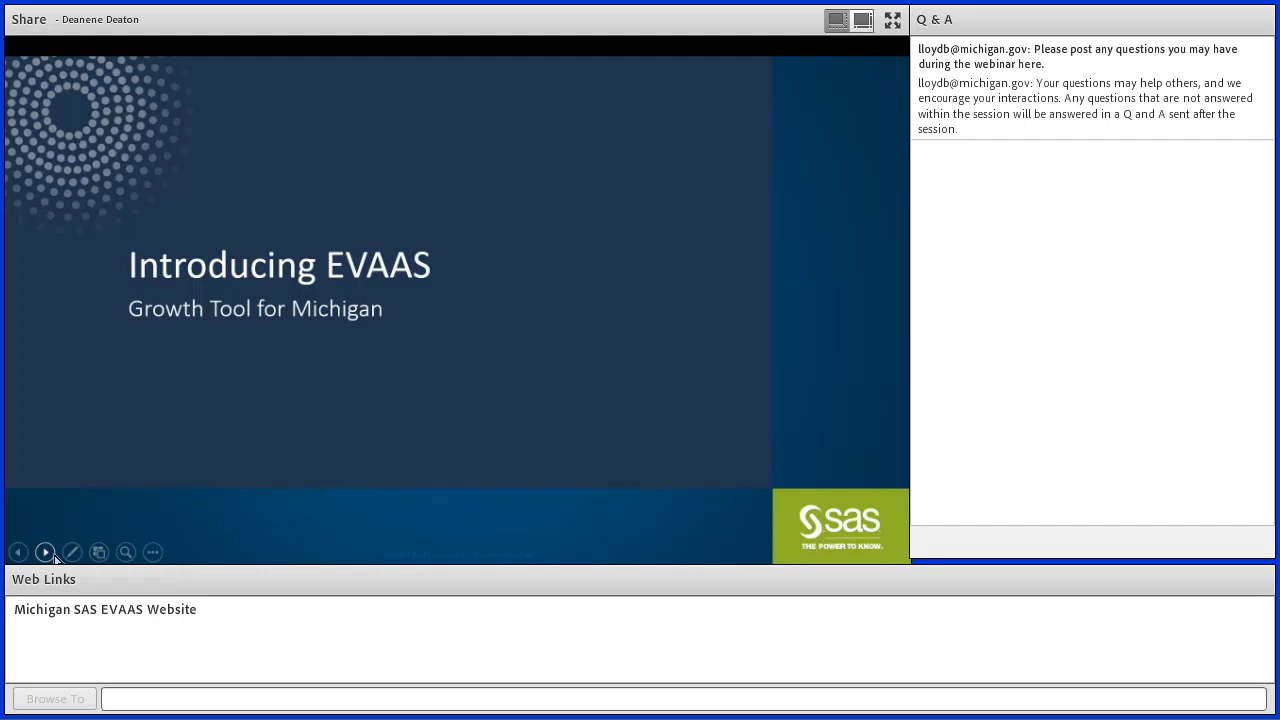 Share - Deanene Deaton
Q & A
lloydb@michigan.gov: Please post any questions you may have
during the webinar here.
lloydb@michigan.gov: Your questions may help others, and we
encourage your interactions. Any questions that are not answered
within the session will be answered in a Q and A sent after the
session.
Introducing EVAAS
Growth Tool for Michigan
sas
THE POWER TO KNOW.
Web Links
Michigan SAS EVAAS Website
Browse To